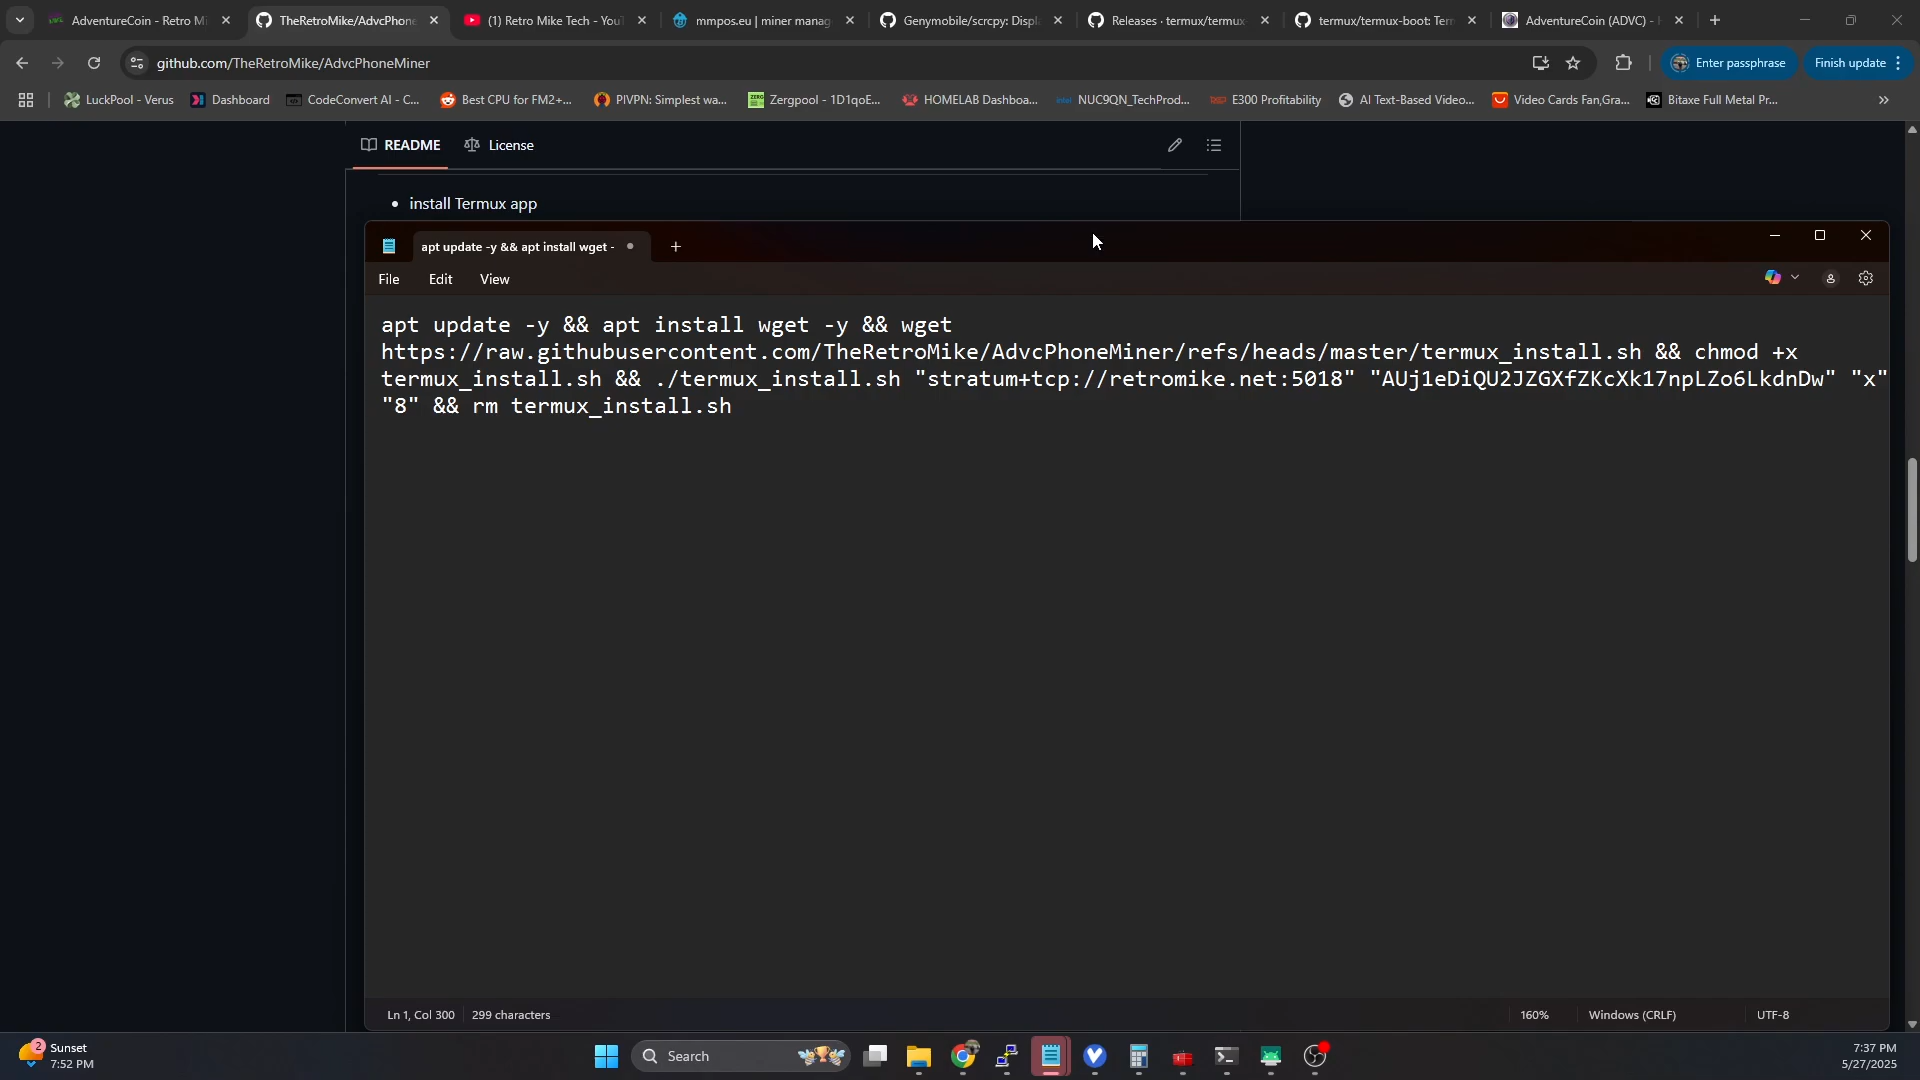 AdventureCoin - Retro Mi
TheRetroMike/AdvcPhone
(1) Retro Mike Tech - You
mmpos.eu | miner manag
Genymobile/scrcpy: Displ
Releases · termux/termux
termux/termux-boot: Terr
AdventureCoin (ADVC) -
github.com/TheRetroMike/AdvcPhoneMiner
Enter passphrase
Finish update
LuckPool - Verus
Dashboard
CodeConvert AI - C...
Best CPU for FM2+...
PIVPN: Simplest wa...
Zergpool - 1D1qoE...
HOMELAB Dashboa...
NUC9QN_TechProd...
E300 Profitability
AI Text-Based Video...
Video Cards Fan,Gra...
Bitaxe Full Metal Pr...
README
License
install Termux app
apt update -y && apt install wget -
File
Edit
View
apt update -y && apt install wget -y && wget
https://raw.githubusercontent.com/TheRetroMike/AdvcPhoneMiner/refs/heads/master/termux_install.sh && chmod +x
termux_install.sh && ./termux_install.sh "stratum+tcp://retromike.net:5018" "AUj1eDiQU2JZGXfZKcXk17npLZo6LkdnDw" "x"
"8" && rm termux_install.sh
Ln 1, Col 300
299 characters
160%
Windows (CRLF)
UTF-8
2
Sunset
7:52 PM
Search
7:37 PM
5/27/2025